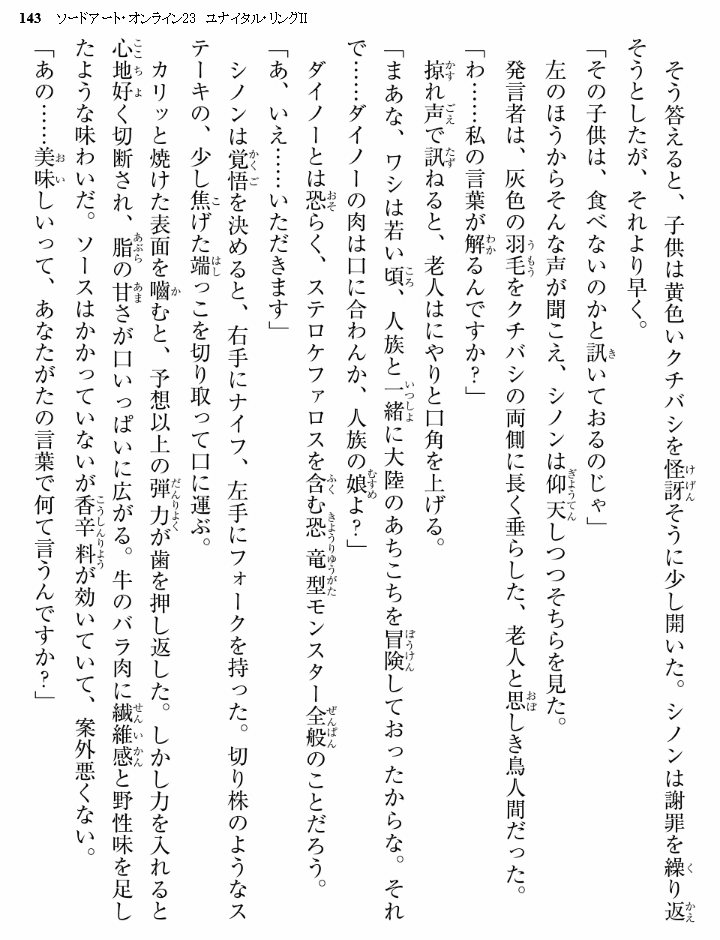 143 ソードアート・オンライン23 ユナイタル・リングⅡ
そう答えると、子供は黄色いクチバシを怪訝そうに少し開いた。シノンは謝罪を繰り返
そうとしたが、それより早く。
「その子供は、食べないのかと訊いておるのじゃ」
左のほうからそんな声が聞こえ、シノンは仰天しつつそちらを見た。
発言者は、灰色の羽毛をクチバシの両側に長く垂らした、老人と思しき鳥人間だった。
「わ……私の言葉が解るんですか?」
掠れ声で訊ねると、老人はにやりと口角を上げる。
「まあな、ワシは若い頃、人族と一緒に大陸のあちこちを冒険しておったからな。それ
で……ダイノーの肉は口に合わんか、人族の娘よ?」
ダイノーとは恐らく、ステロケファロスを含む恐竜型モンスター全般のことだろう。
「あ、いえ……いただきます」
シノンは覚悟を決めると、右手にナイフ、左手にフォークを持った。切り株のようなス
テーキの、少し焦げた端っこを切り取って口に運ぶ。
カリッと焼けた表面を嚙むと、予想以上の弾力が歯を押し返した。しかし力を入れると
心地好く切断され、脂の甘さが口いっぱいに広がる。牛のバラ肉に繊維感と野性味を足し
たような味わいだ。ソースはかかっていないが香辛料が効いていて、案外悪くない。
「あの……美味しいって、あなたがたの言葉で何て言うんですか?」